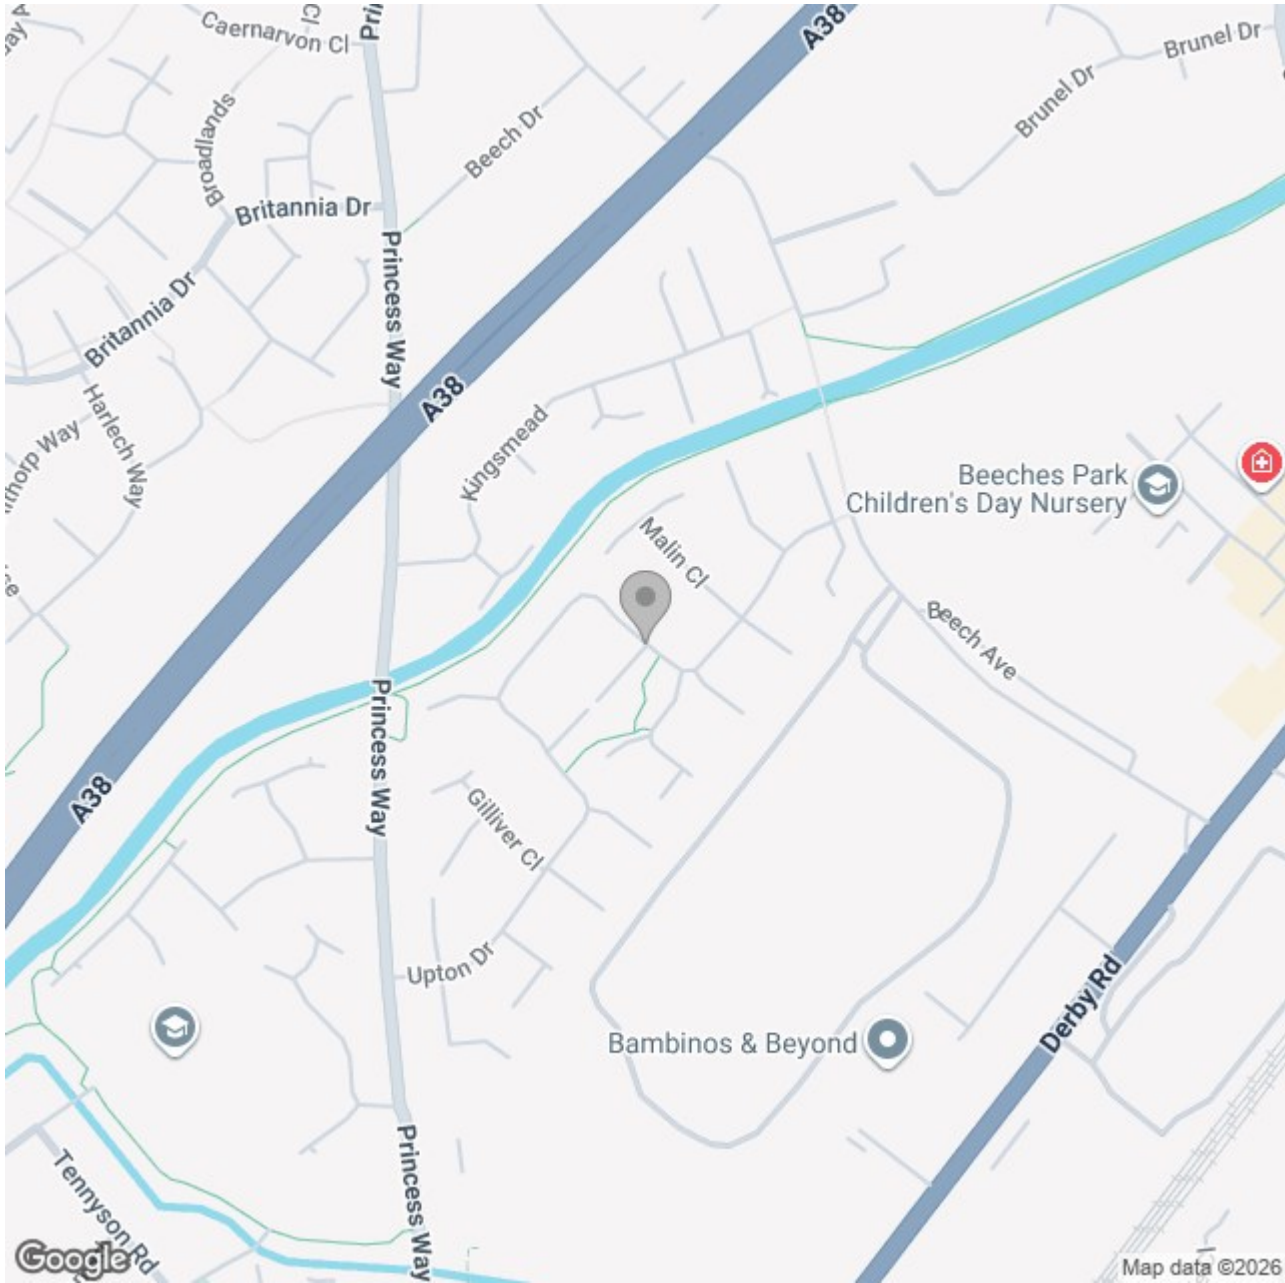 Caernarvon Cl
Cl
A38
Brunel Dr
Brunel Dr
Broadlands
Beech Dr
Britannia Dr
Princess Way
Britannia Dr
A38
Harlech Way
Kingsmead
Beeches Park
Children's Day Nursery
Malin Cl
Beech Ave
Princess Way
A38
Gilliver Cl
Upton Dr
Bambinos & Beyond
Derby Rd
Princess Way
Tennyson Rd
Google
Map data ©2026